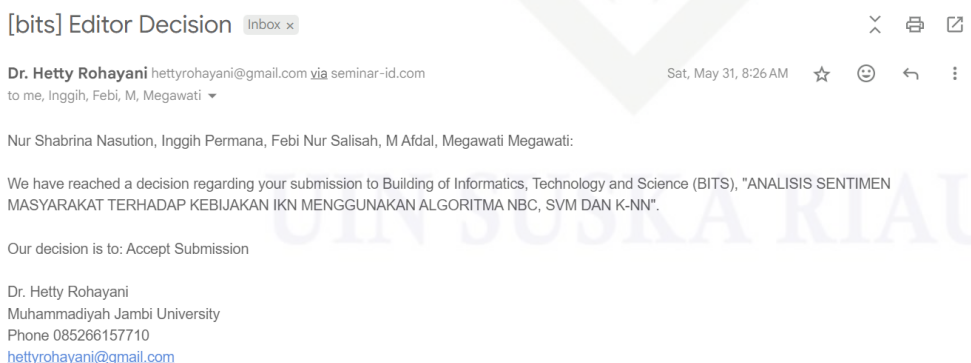 [bits] Editor Decision Inbox ×
Dr. Hetty Rohayani hettyrohayani@gmail.com via seminar-id.com Sat, May 31, 8:26 AM
to me, Inggih, Febi, M, Megawati
Nur Shabrina Nasution, Inggih Permana, Febi Nur Salisah, M Afdal, Megawati Megawati:
We have reached a decision regarding your submission to Building of Informatics, Technology and Science (BITS), "ANALISIS SENTIMEN
MASYARAKAT TERHADAP KEBIJAKAN IKN MENGGUNAKAN ALGORITMA NBC, SVM DAN K-NN".
UIN SUSKA RIAU
Our decision is to: Accept Submission
Dr. Hetty Rohayani
Muhammadiyah Jambi University
Phone 085266157710
hettyrohayani@gmail.com